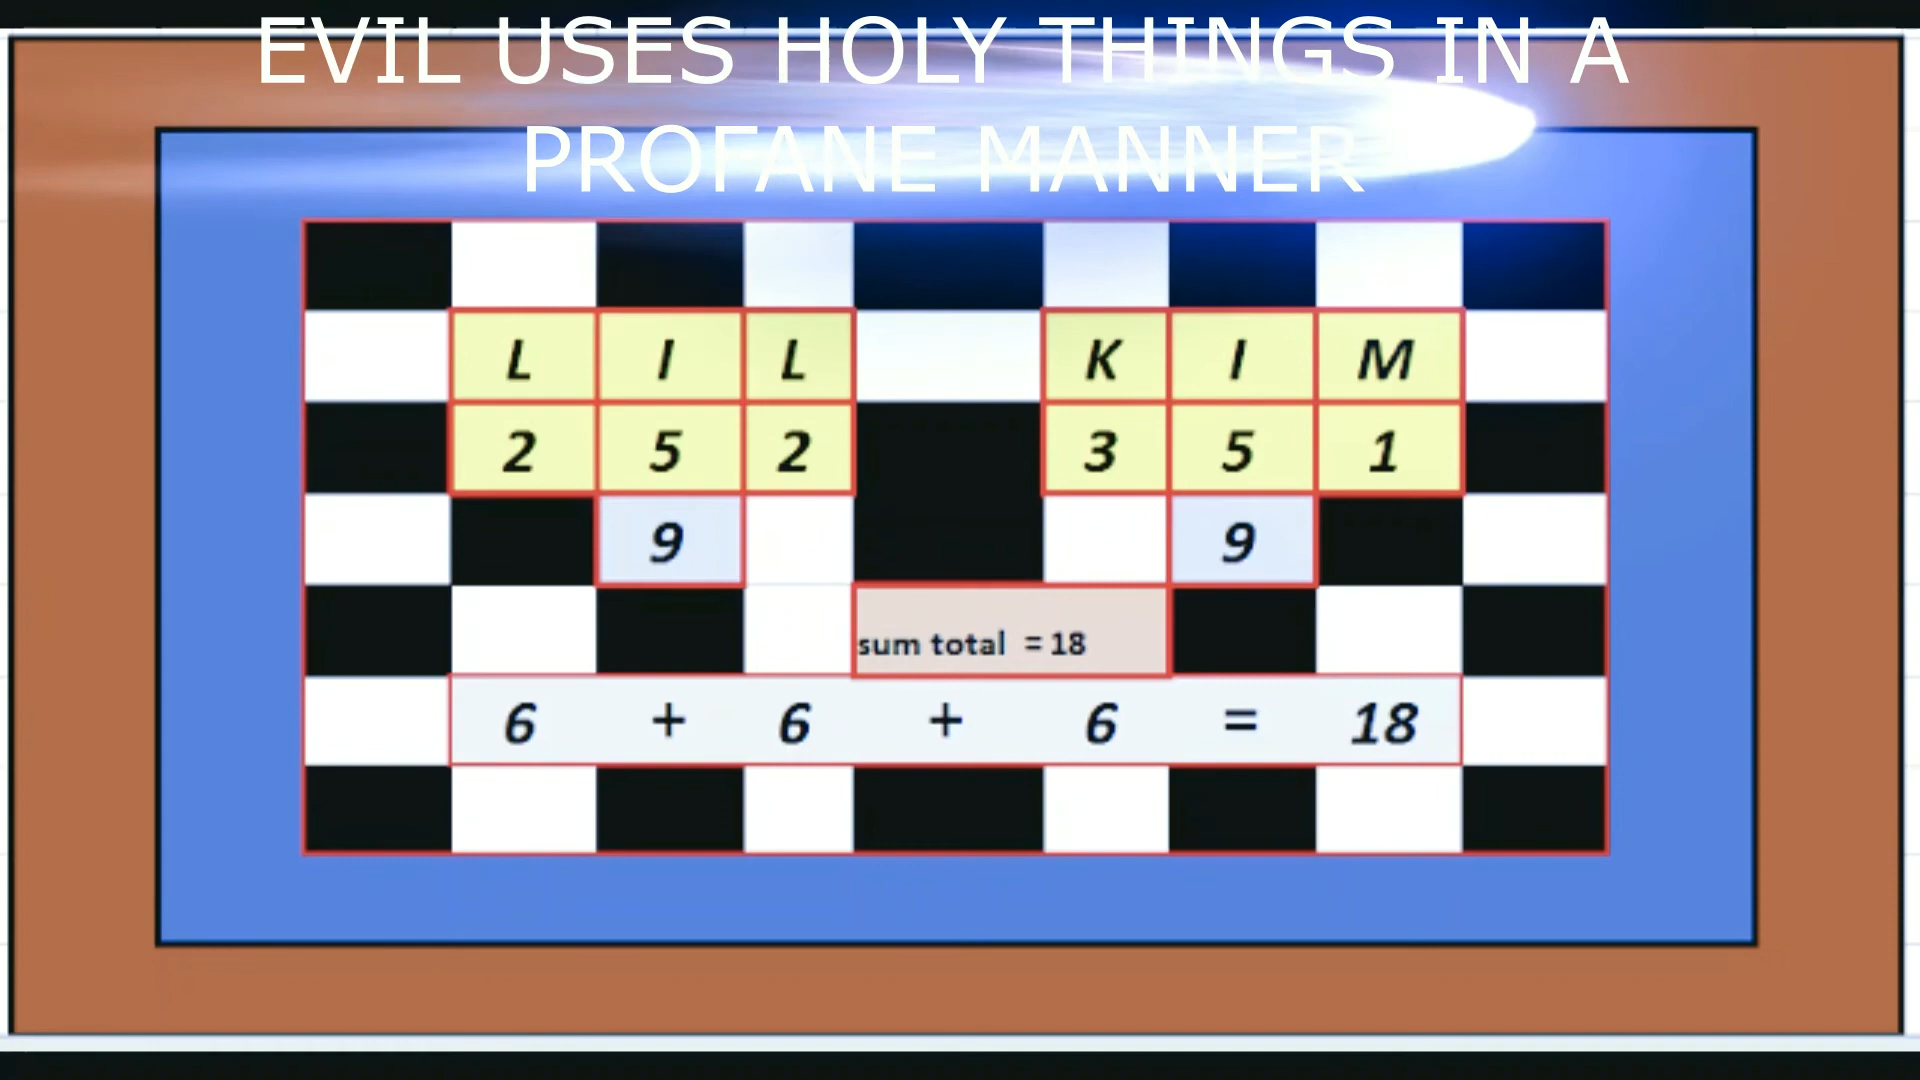 EVIL USES HOLY THINGS IN A
PROFANE MANNER
L I L K I M
2 5 2 3 5 1
9 9
sum total = 18
6 + 6 + 6 = 18